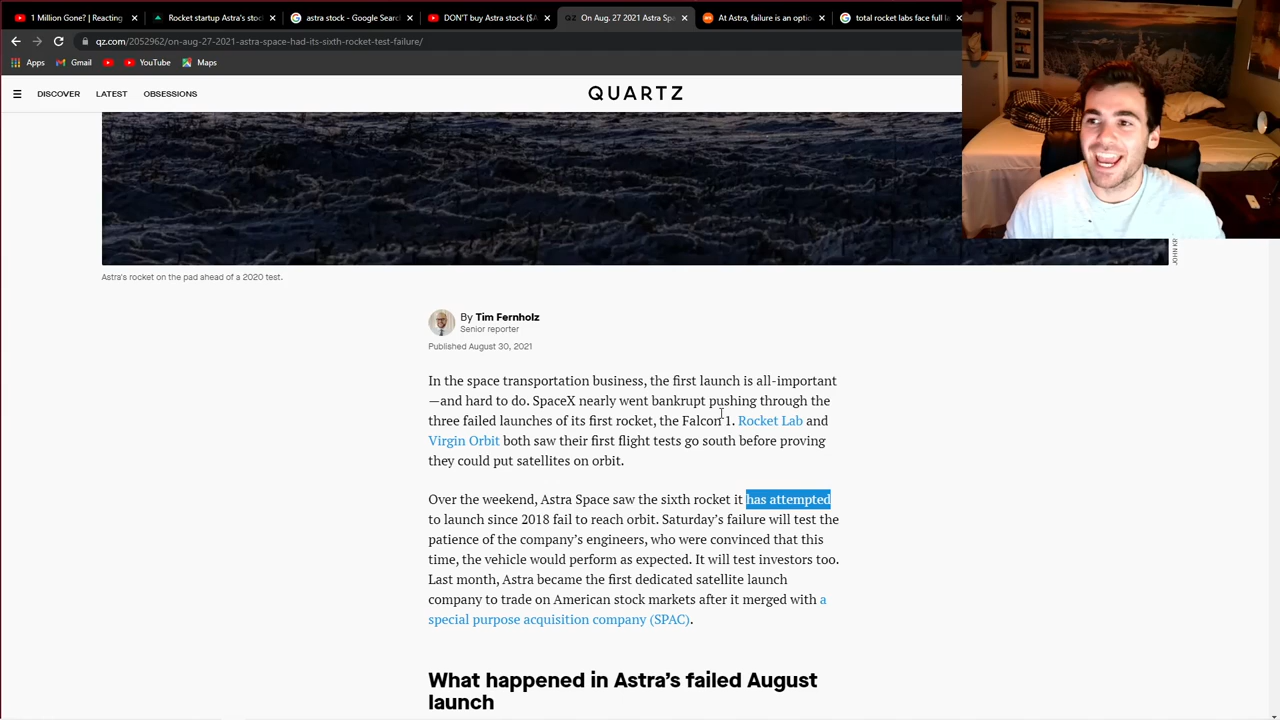 1 Million Gone? | Reacting
Rocket startup Astra's stoc
astra stock - Google Search
DON'T buy Astra stock ($A
On Aug. 27 2021 Astra Spa
At Astra, failure is an optio
total rocket labs face full la
qz.com/2052962/on-aug-27-2021-astra-space-had-its-sixth-rocket-test-failure/
Apps
Gmail
YouTube
Maps
DISCOVER
LATEST
OBSESSIONS
QUARTZ
Astra's rocket on the pad ahead of a 2020 test.
By Tim Fernholz
Senior reporter
Published August 30, 2021
In the space transportation business, the first launch is all-important
—and hard to do. SpaceX nearly went bankrupt pushing through the
three failed launches of its first rocket, the Falcon 1. Rocket Lab and
Virgin Orbit both saw their first flight tests go south before proving
they could put satellites on orbit.
Over the weekend, Astra Space saw the sixth rocket it has attempted
to launch since 2018 fail to reach orbit. Saturday's failure will test the
patience of the company's engineers, who were convinced that this
time, the vehicle would perform as expected. It will test investors too.
Last month, Astra became the first dedicated satellite launch
company to trade on American stock markets after it merged with a
special purpose acquisition company (SPAC).
What happened in Astra's failed August
launch